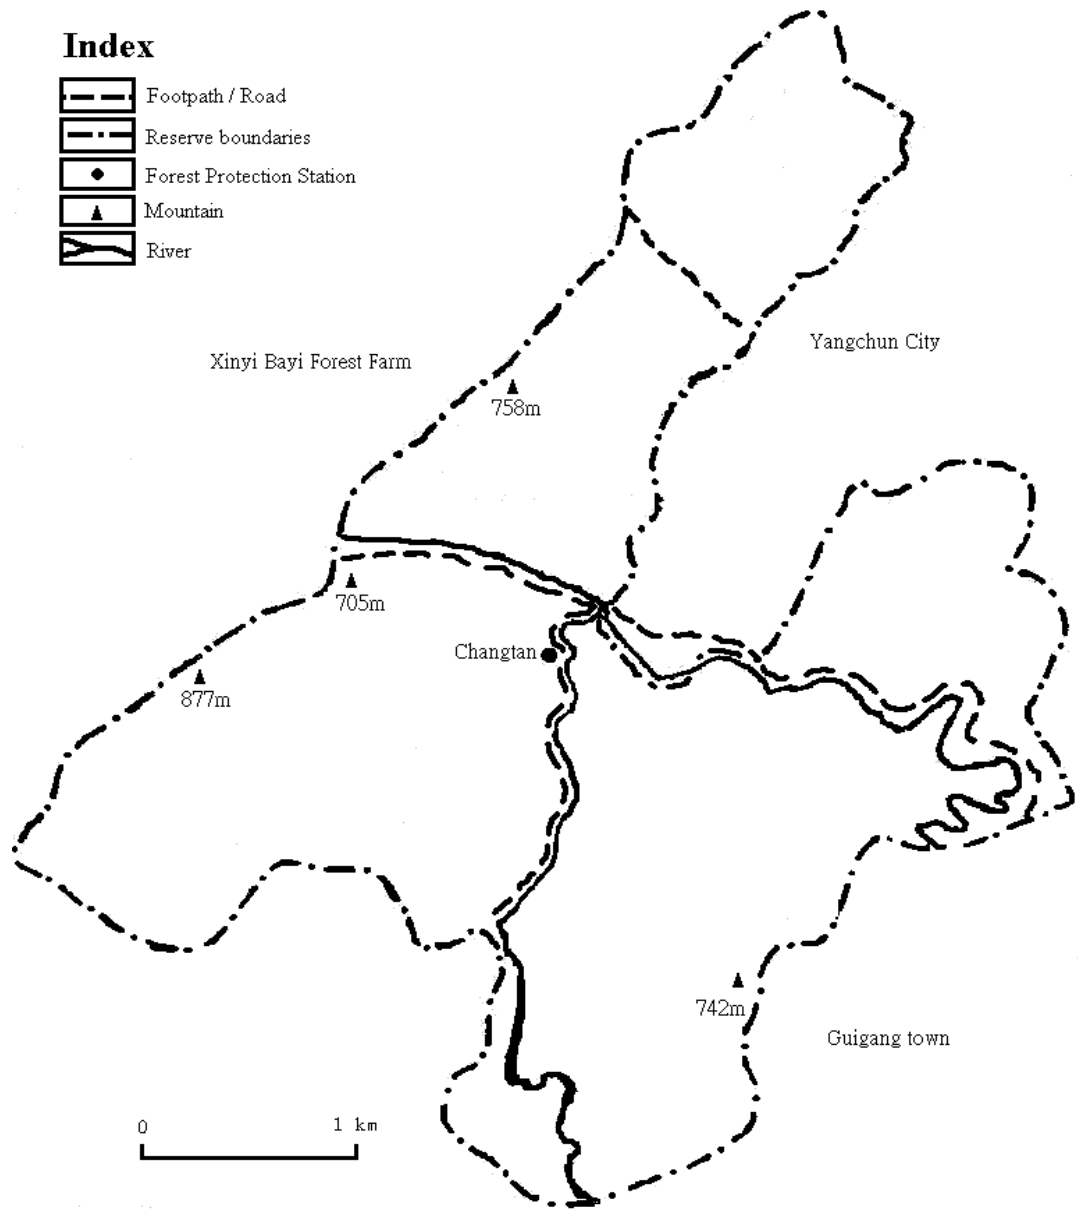 Index
Footpath / Road
Reserve boundaries
Forest Protection Station
Mountain
River
Yangchun City
Xinyi Bayi Forest Farm
758m
705m
Changtan
877m
742m
Guigang town
0 1 km